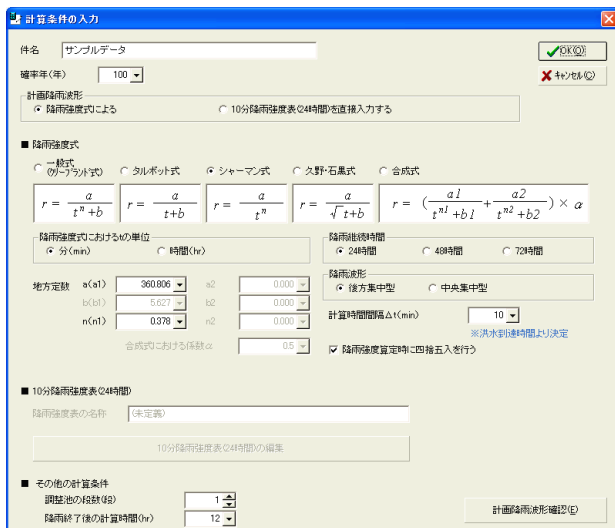 計算条件の入力
件名 サンプルデータ
OK(O)
確率年(年) 100
キャンセル(C)
計画降雨波形
降雨強度式による 10分降雨強度表(24時間)を直接入力する
■ 降雨強度式
一般式
(クリーブランド式) タルボット式 シャーマン式 久野・石黒式 合成式
r = a / t^n + b r = a / t + b r = a / t^n r = a / √t + b r = ( a1 / t^n1 + b1 + a2 / t^n2 + b2 ) × α
降雨強度式におけるtの単位
分(min) 時間(hr)
降雨継続時間
24時間 48時間 72時間
降雨波形
後方集中型 中央集中型
地方定数 a(a1) 360.806 a2 0.000
b(b1) 5.627 b2 0.000
n(n1) 0.378 n2 0.000
合成式における係数α 0.5
計算時間間隔Δt(min) 10
※洪水到達時間より決定
降雨強度算定時に四捨五入を行う
■ 10分降雨強度表(24時間)
降雨強度表の名称 (未定義)
10分降雨強度表(24時間)の編集
■ その他の計算条件
調整池の段数(段) 1
降雨終了後の計算時間(hr) 12
計画降雨波形確認(E)